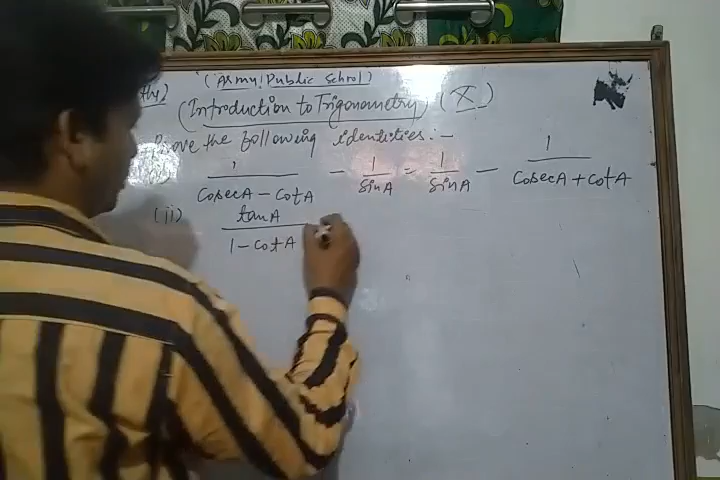 (Army Public School)
(Introduction to Trigonometry) (X)
Prove the following identities:-
1/(CosecA - CotA) - 1/SinA = 1/SinA - 1/(CosecA + CotA)
(ii) tanA/(1 - CotA)